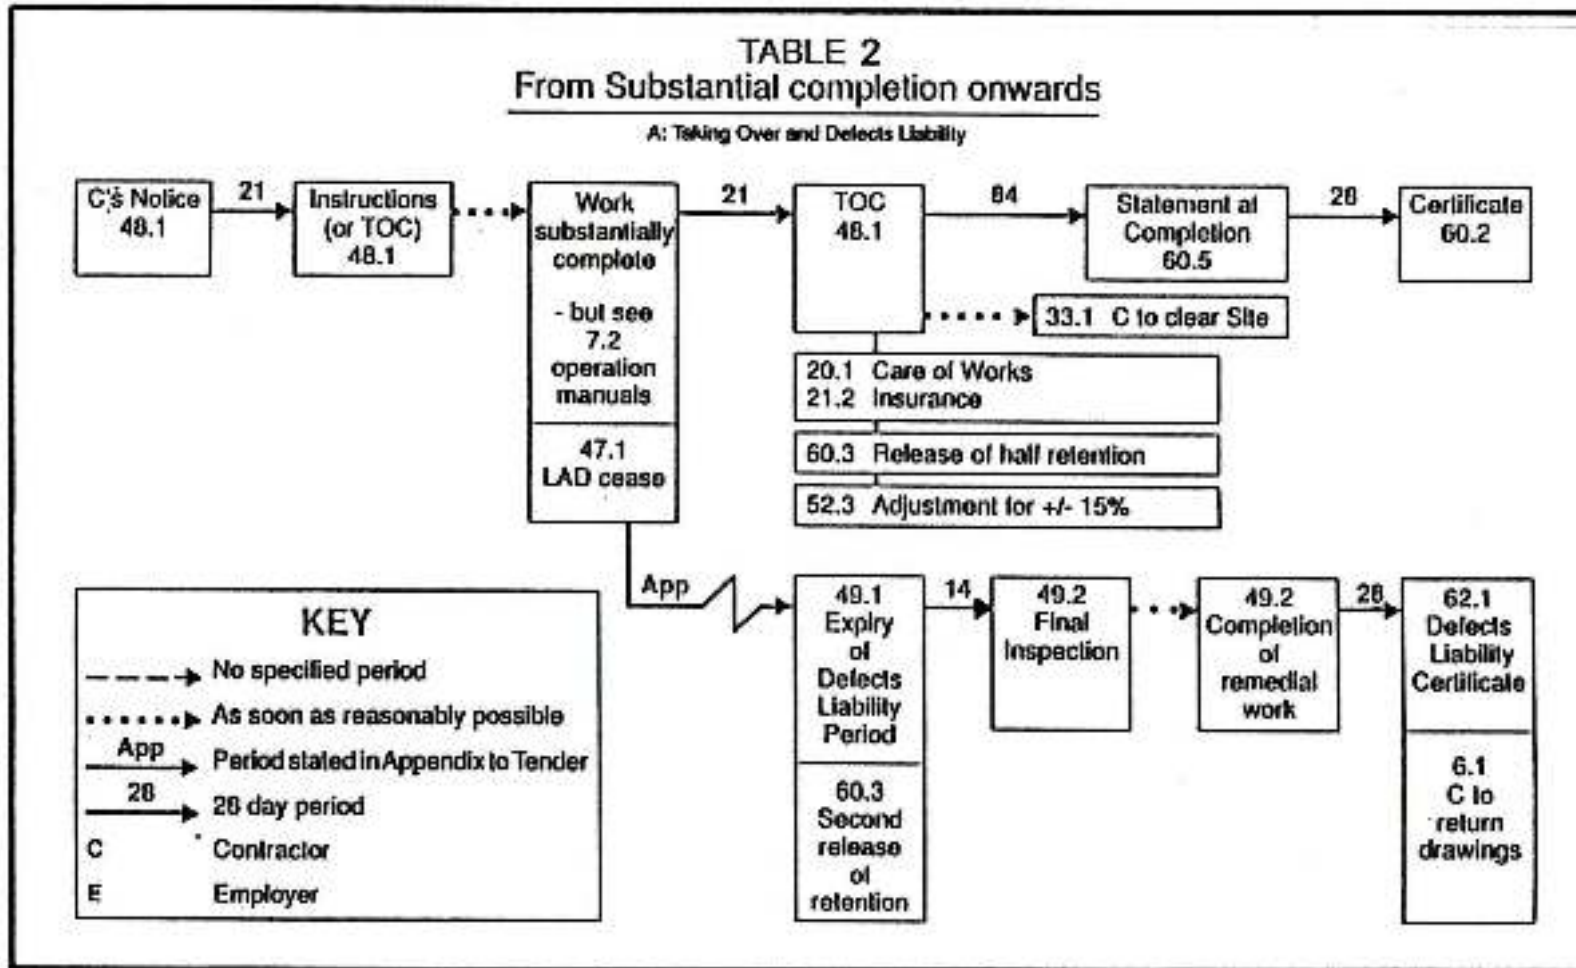 TABLE 2
From Substantial completion onwards
A: Taking Over and Defects Liability
C's Notice
48.1
21
Instructions
(or TOC)
48.1
Work
substantially
complete
- but see
7.2
operation
manuals
47.1
LAD cease
21
TOC
48.1
84
Statement at
Completion
60.5
28
Certificate
60.2
33.1 C to clear Site
20.1 Care of Works
21.2 Insurance
60.3 Release of half retention
52.3 Adjustment for +/- 15%
App
49.1
Expiry
of
Defects
Liability
Period
60.3
Second
release
of
retention
14
49.2
Final
Inspection
49.2
Completion
of
remedial
work
28
62.1
Defects
Liability
Certificate
6.1
C to
return
drawings
KEY
No specified period
As soon as reasonably possible
App
Period stated in Appendix to Tender
28
28 day period
C Contractor
E Employer